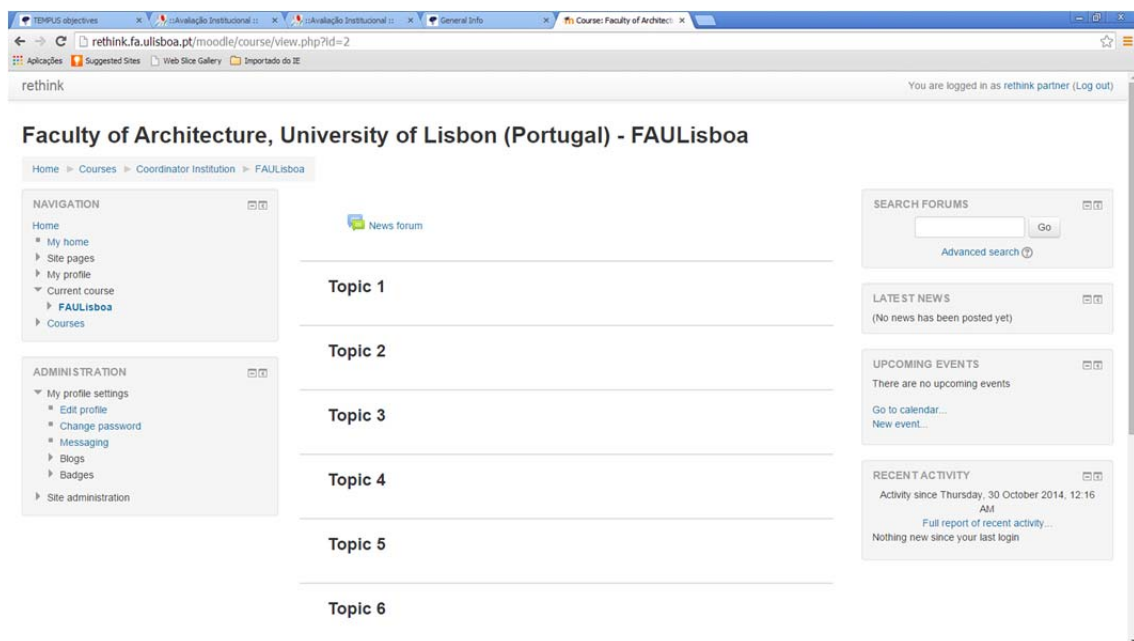 TEMPUS objectives
::Avaliação Institucional ::
::Avaliação Institucional ::
General Info
Course: Faculty of Architect
rethink.fa.ulisboa.pt/moodle/course/view.php?id=2
Aplicações Suggested Sites Web Slice Gallery Importado do IE
rethink
You are logged in as rethink partner (Log out)
Faculty of Architecture, University of Lisbon (Portugal) - FAULisboa
Home Courses Coordinator Institution FAULisboa
NAVIGATION
Home
My home
Site pages
My profile
Current course
FAULisboa
Courses
ADMINISTRATION
My profile settings
Edit profile
Change password
Messaging
Blogs
Badges
Site administration
News forum
Topic 1
Topic 2
Topic 3
Topic 4
Topic 5
Topic 6
SEARCH FORUMS
Go
Advanced search
LATEST NEWS
(No news has been posted yet)
UPCOMING EVENTS
There are no upcoming events
Go to calendar...
New event...
RECENT ACTIVITY
Activity since Thursday, 30 October 2014, 12:16
AM
Full report of recent activity...
Nothing new since your last login